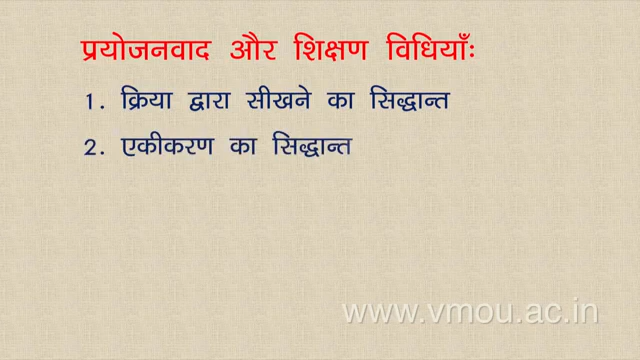 प्रयोजनवाद और शिक्षण विधियाँः
1. क्रिया द्वारा सीखने का सिद्धान्त
2. एकीकरण का सिद्धान्त
www.vmou.ac.in